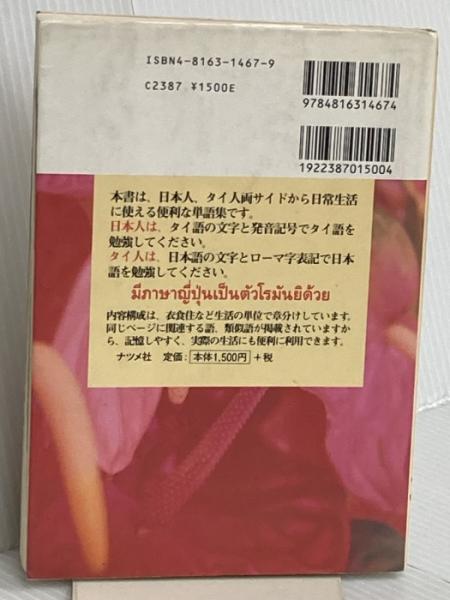 ISBN4-8163-1467-9
C2387 ¥1500E
9784816314674
1922387015004
本書は、日本人、タイ人両サイドから日常生活
に使える便利な単語集です。
日本人は、タイ語の文字と発音記号でタイ語を
勉強してください。
タイ人は、日本語の文字とローマ字表記で日本
語を勉強してください。
มีภาษาญี่ปุ่นเป็นตัวโรมันยิด้วย
内容構成は、衣食住など生活の単位で章分けしています。
同じページに関連する語、類似語が掲載されていますか
ら、記憶しやすく、実際の生活にも便利に利用できます。
ナツメ社 定価：本体1,500円 +税